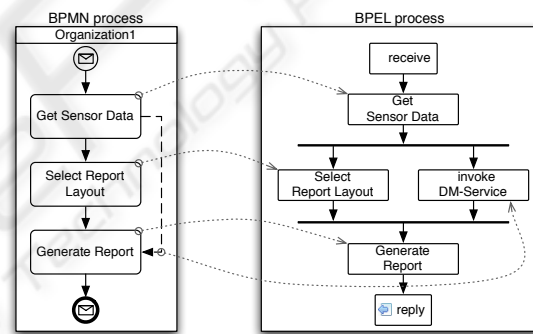 BPMN process
Organization1
Get Sensor Data
Select Report
Layout
Generate Report
BPEL process
receive
Get
Sensor Data
Select
Report Layout
invoke
DM-Service
Generate
Report
reply